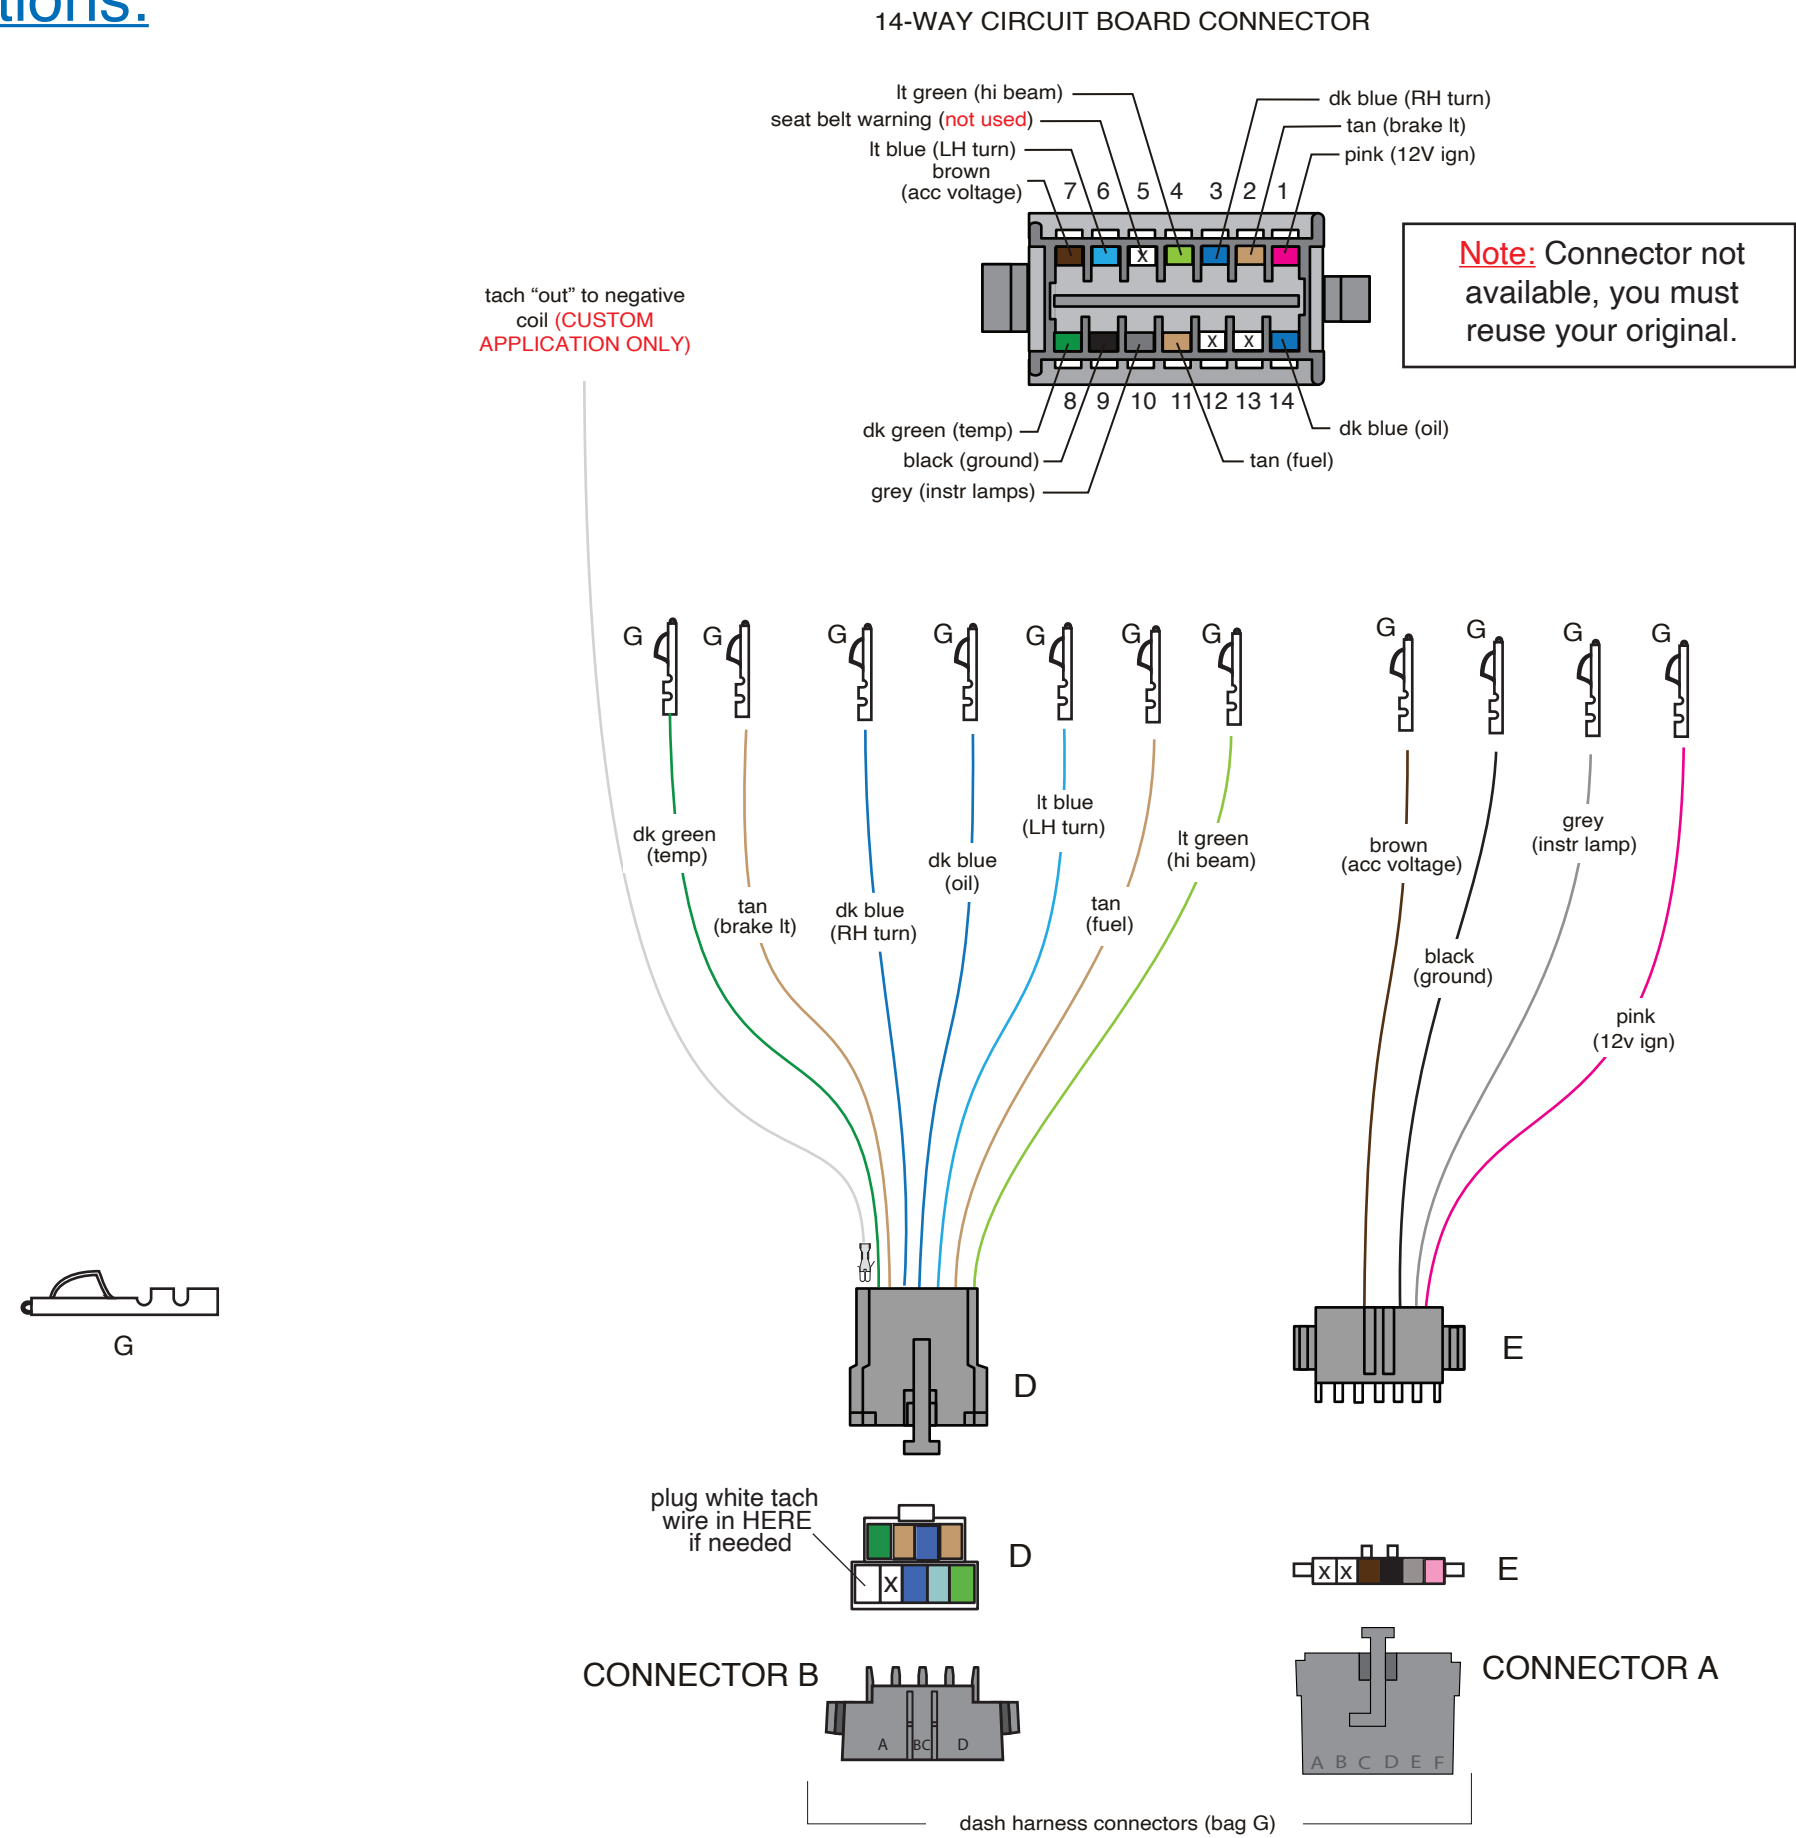 tions:
14-WAY CIRCUIT BOARD CONNECTOR
lt green (hi beam)
seat belt warning (not used)
lt blue (LH turn)
brown
(acc voltage)
dk blue (RH turn)
tan (brake lt)
pink (12V ign)
7 6 5 4 3 2 1
X
X X
8 9 10 11 12 13 14
dk green (temp)
black (ground)
grey (instr lamps)
dk blue (oil)
tan (fuel)
Note: Connector not
available, you must
reuse your original.
tach “out” to negative
coil (CUSTOM
APPLICATION ONLY)
G G G G G G G G G G G
dk green
(temp)
tan
(brake lt)
dk blue
(RH turn)
dk blue
(oil)
lt blue
(LH turn)
tan
(fuel)
lt green
(hi beam)
brown
(acc voltage)
black
(ground)
grey
(instr lamp)
pink
(12v ign)
G
D
E
plug white tach
wire in HERE
if needed
X
D
X X
E
CONNECTOR B
A BC D
CONNECTOR A
A B C D E F
dash harness connectors (bag G)